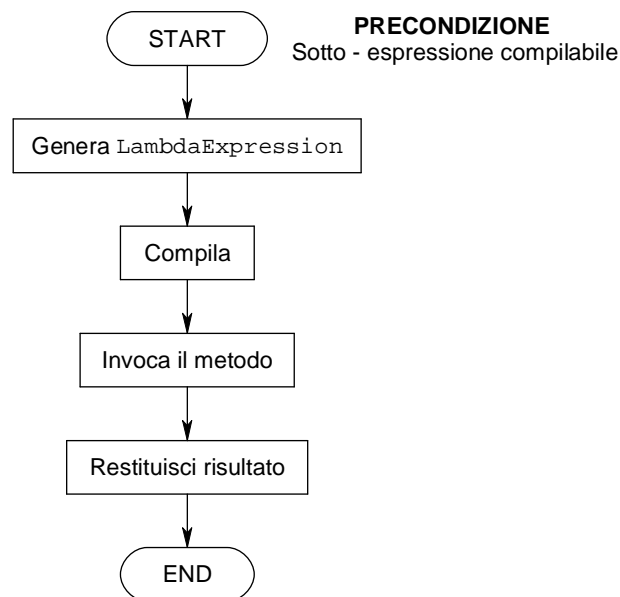 START
PRECONDIZIONE
Sotto - espressione compilabile
Genera LambdaExpression
Compila
Invoca il metodo
Restituisci risultato
END